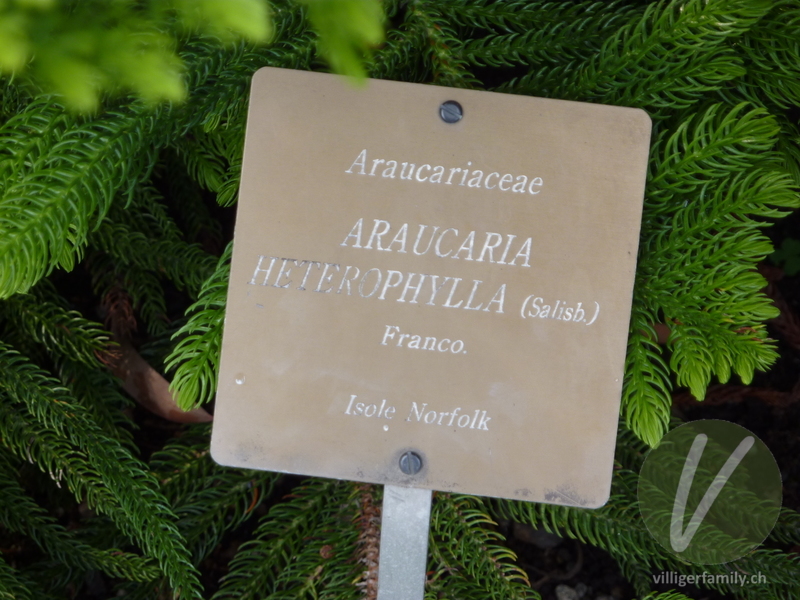 Araucariaceae
ARAUCARIA
HETEROPHYLLA (Salisb.)
Franco.
Isole Norfolk
V
villigerfamily.ch